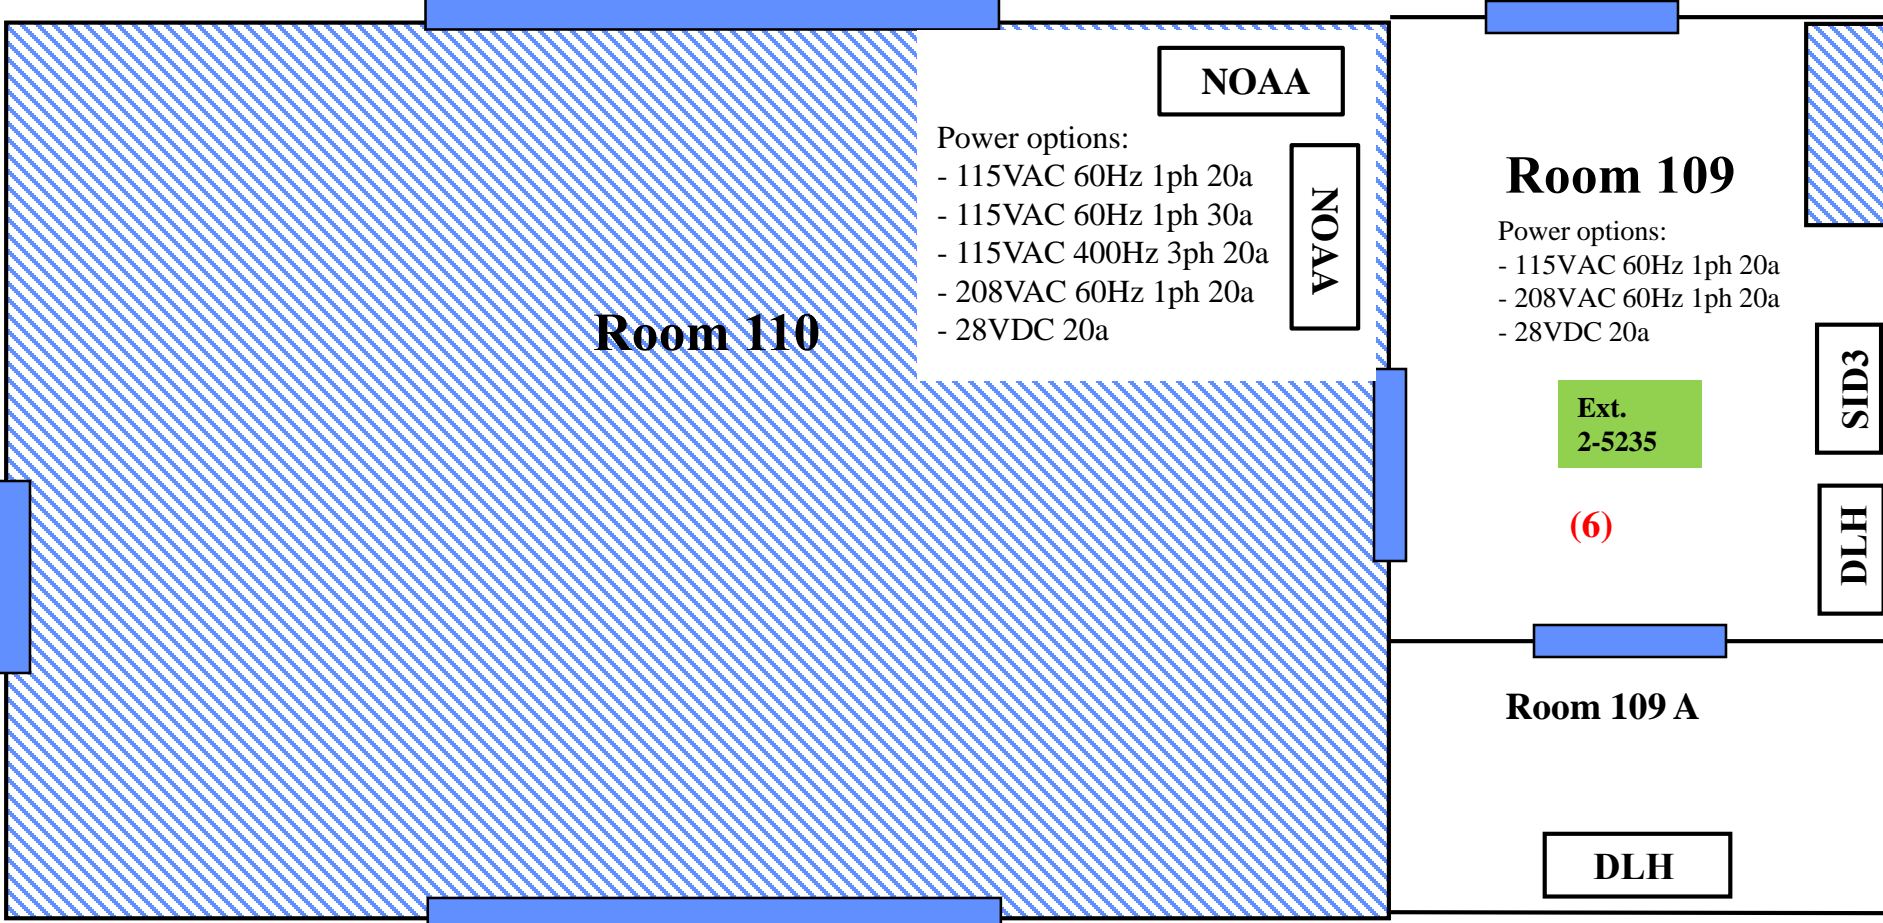 NOAA
Power options:
- 115VAC 60Hz 1ph 20a
- 115VAC 60Hz 1ph 30a
- 115VAC 400Hz 3ph 20a
- 208VAC 60Hz 1ph 20a
- 28VDC 20a
NOAA
Room 110
Room 109
Power options:
- 115VAC 60Hz 1ph 20a
- 208VAC 60Hz 1ph 20a
- 28VDC 20a
SID3
Ext.
2-5235
(6)
DLH
Room 109 A
DLH